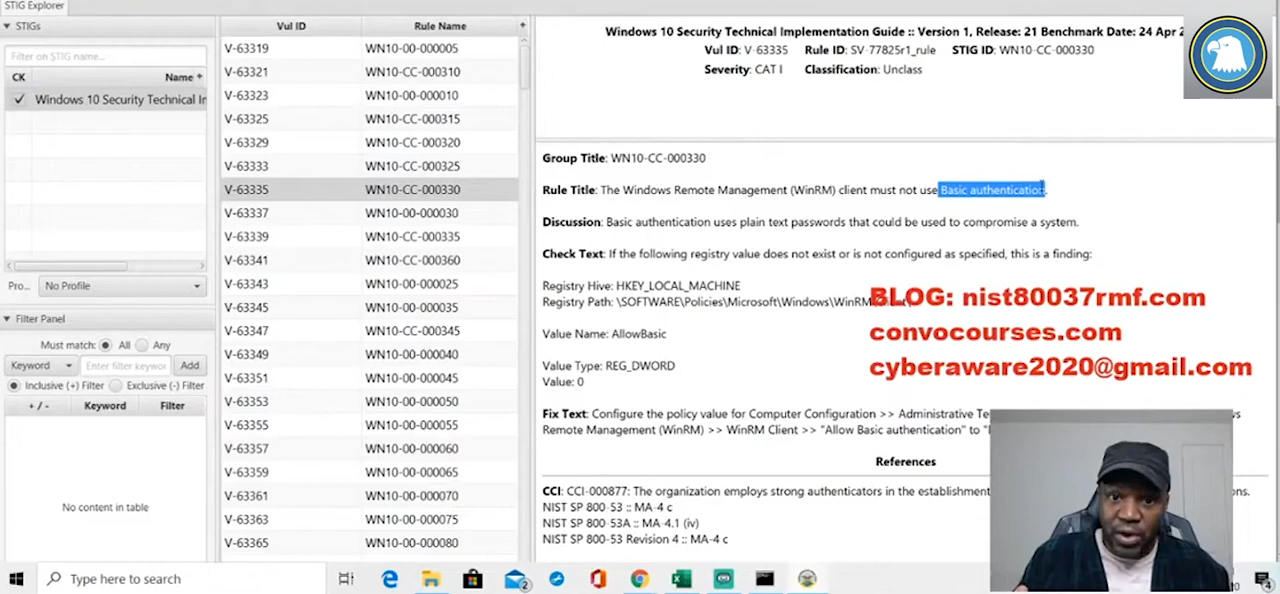 STIG Explorer
STIGs
Filter on STIG name...
CK Name
Windows 10 Security Technical Ir
Pro... No Profile
Filter Panel
Must match: All Any
Keyword Enter filter keywor Add
Inclusive (+) Filter Exclusive (-) Filter
+ / - Keyword Filter
No content in table
Vul ID Rule Name
V-63319 WN10-00-000005
V-63321 WN10-CC-000310
V-63323 WN10-00-000010
V-63325 WN10-CC-000315
V-63329 WN10-CC-000320
V-63333 WN10-CC-000325
V-63335 WN10-CC-000330
V-63337 WN10-00-000030
V-63339 WN10-CC-000335
V-63341 WN10-CC-000360
V-63343 WN10-00-000025
V-63345 WN10-00-000035
V-63347 WN10-CC-000345
V-63349 WN10-00-000040
V-63351 WN10-00-000045
V-63353 WN10-00-000050
V-63355 WN10-00-000055
V-63357 WN10-00-000060
V-63359 WN10-00-000065
V-63361 WN10-00-000070
V-63363 WN10-00-000075
V-63365 WN10-00-000080
Windows 10 Security Technical Implementation Guide :: Version 1, Release: 21 Benchmark Date: 24 Apr 2
Vul ID: V-63335 Rule ID: SV-77825r1_rule STIG ID: WN10-CC-000330
Severity: CAT I Classification: Unclass
Group Title: WN10-CC-000330
Rule Title: The Windows Remote Management (WinRM) client must not use Basic authentication.
Discussion: Basic authentication uses plain text passwords that could be used to compromise a system.
Check Text: If the following registry value does not exist or is not configured as specified, this is a finding:
Registry Hive: HKEY_LOCAL_MACHINE
Registry Path: \SOFTWARE\Policies\Microsoft\Windows\WinRM
Value Name: AllowBasic
Value Type: REG_DWORD
Value: 0
Fix Text: Configure the policy value for Computer Configuration >> Administrative Te
Remote Management (WinRM) >> WinRM Client >> "Allow Basic authentication" to
References
CCI: CCI-000877: The organization employs strong authenticators in the establishment
NIST SP 800-53 :: MA-4 c
NIST SP 800-53A :: MA-4.1 (iv)
NIST SP 800-53 Revision 4 :: MA-4 c
BLOG: nist80037rmf.com
convocourses.com
cyberaware2020@gmail.com
Type here to search
2
4